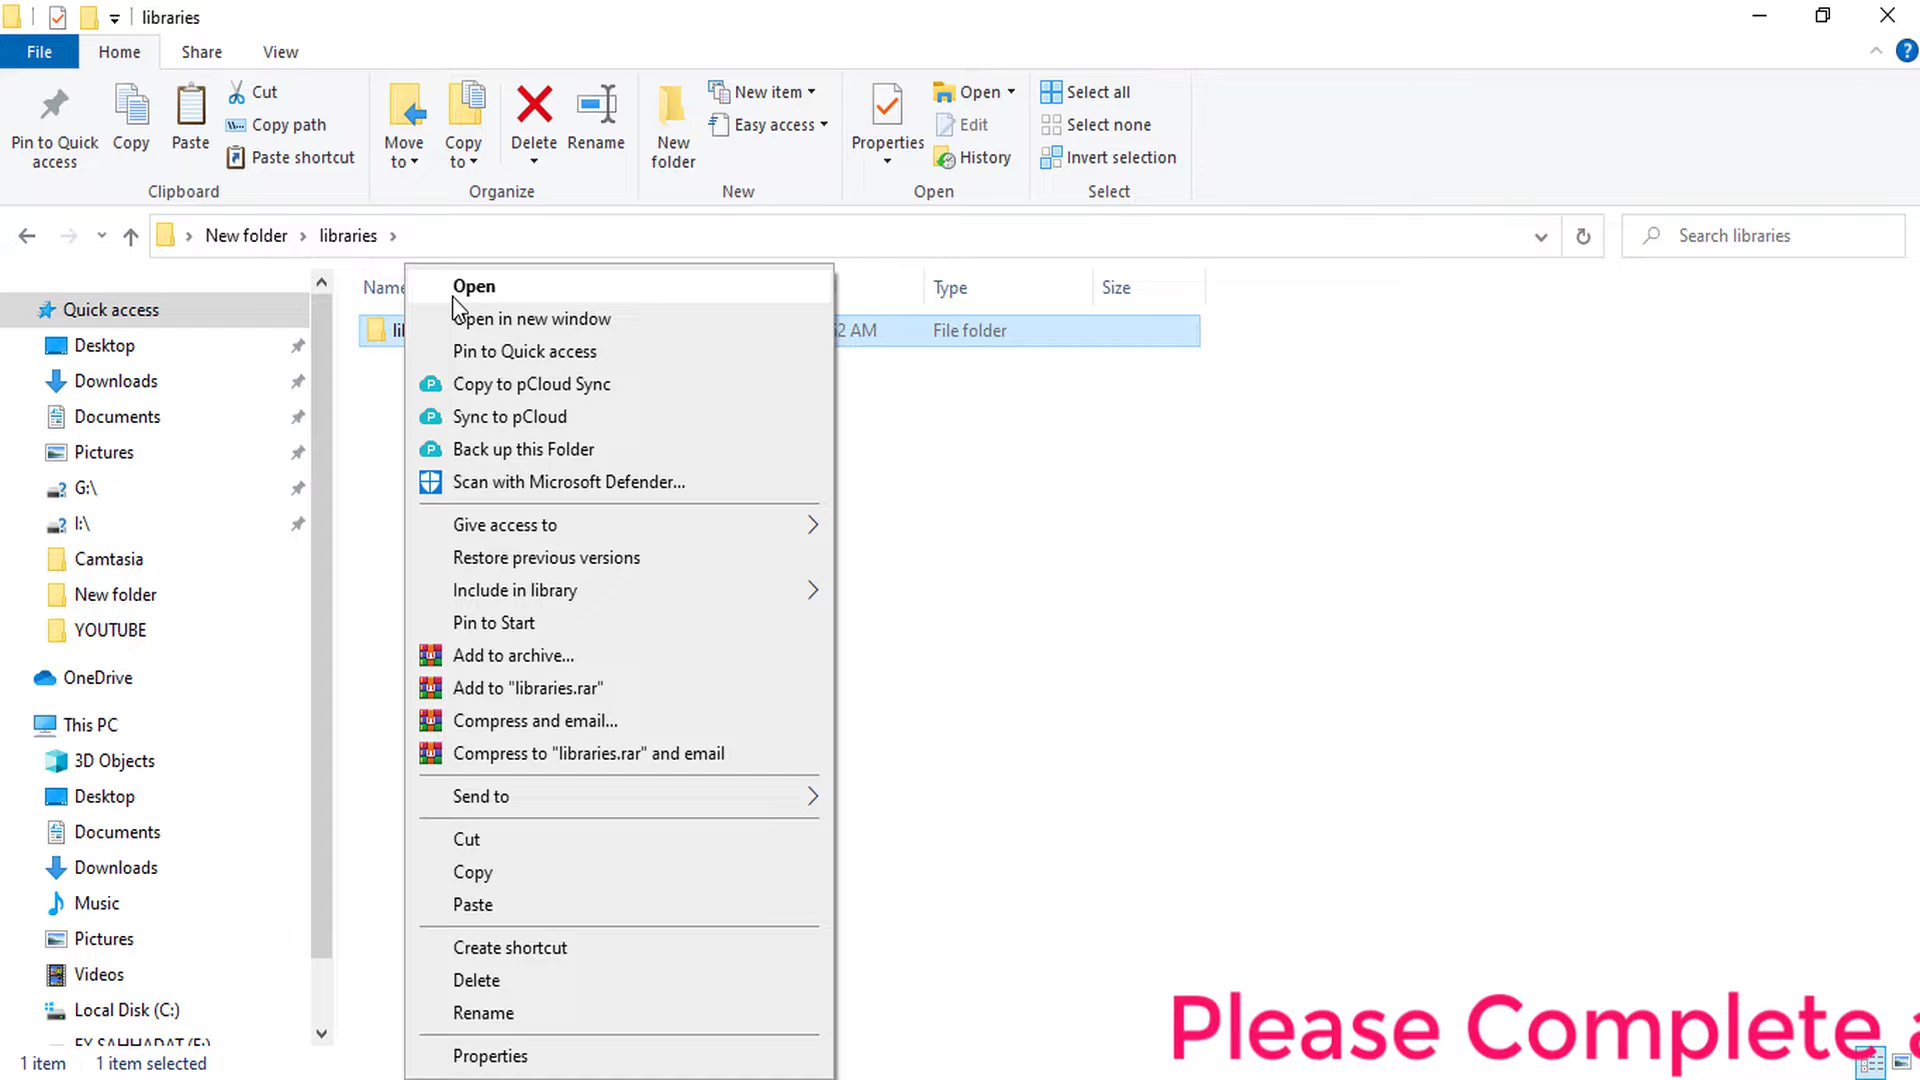 libraries
File
Home
Share
View
Pin to Quick access
Copy
Paste
Cut
Copy path
Paste shortcut
Clipboard
Move to
Copy to
Delete
Rename
Organize
New folder
New item
Easy access
New
Properties
Open
Edit
History
Open
Select all
Select none
Invert selection
Select
New folder
libraries
Search libraries
Name
Type
Size
2 AM
File folder
Quick access
Desktop
Downloads
Documents
Pictures
G:\
I:\
Camtasia
New folder
YOUTUBE
OneDrive
This PC
3D Objects
Desktop
Documents
Downloads
Music
Pictures
Videos
Local Disk (C:)
Open
Open in new window
Pin to Quick access
Copy to pCloud Sync
Sync to pCloud
Back up this Folder
Scan with Microsoft Defender...
Give access to
Restore previous versions
Include in library
Pin to Start
Add to archive...
Add to "libraries.rar"
Compress and email...
Compress to "libraries.rar" and email
Send to
Cut
Copy
Paste
Create shortcut
Delete
Rename
Properties
1 item
1 item selected
Please Complete